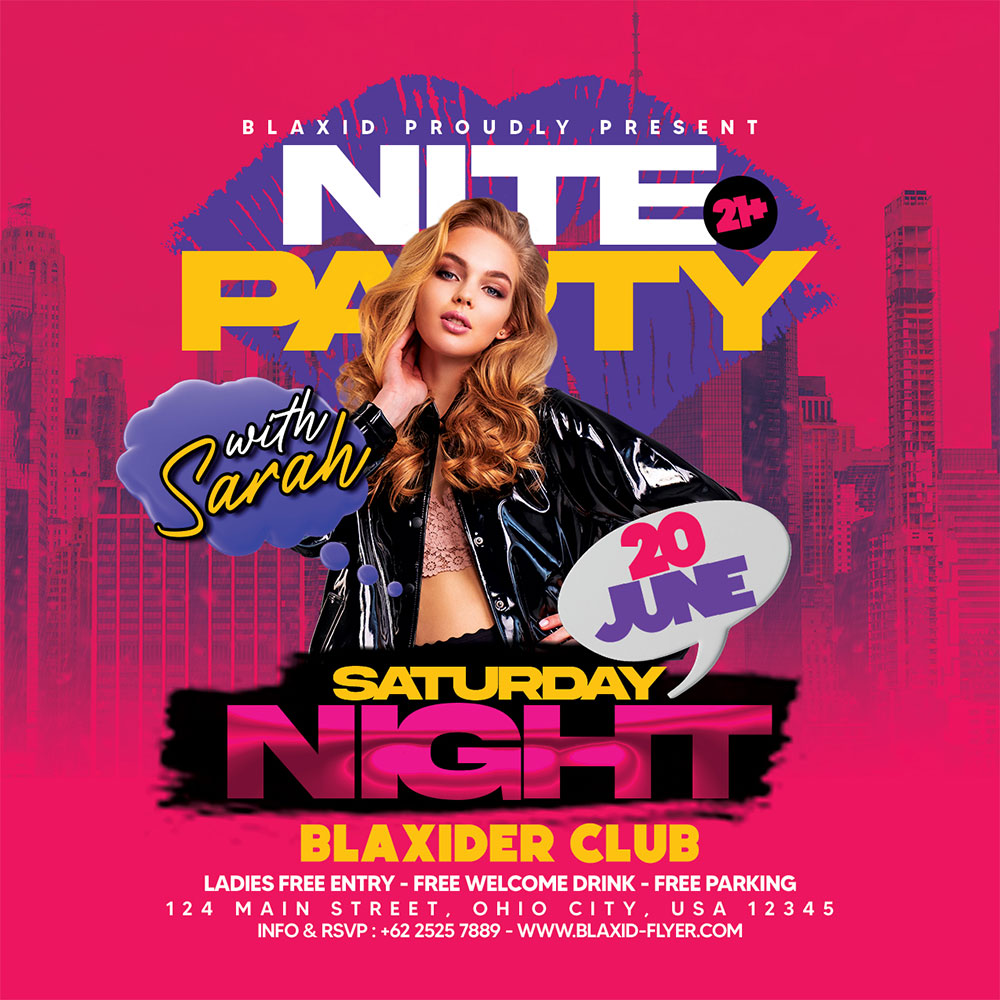 BLAXID PROUDLY PRESENT
NITE
21+
PARTY
with
Sarah
20
JUNE
SATURDAY
NIGHT
BLAXIDER CLUB
LADIES FREE ENTRY - FREE WELCOME DRINK - FREE PARKING
124 MAIN STREET, OHIO CITY, USA 12345
INFO & RSVP : +62 2525 7889 - WWW.BLAXID-FLYER.COM